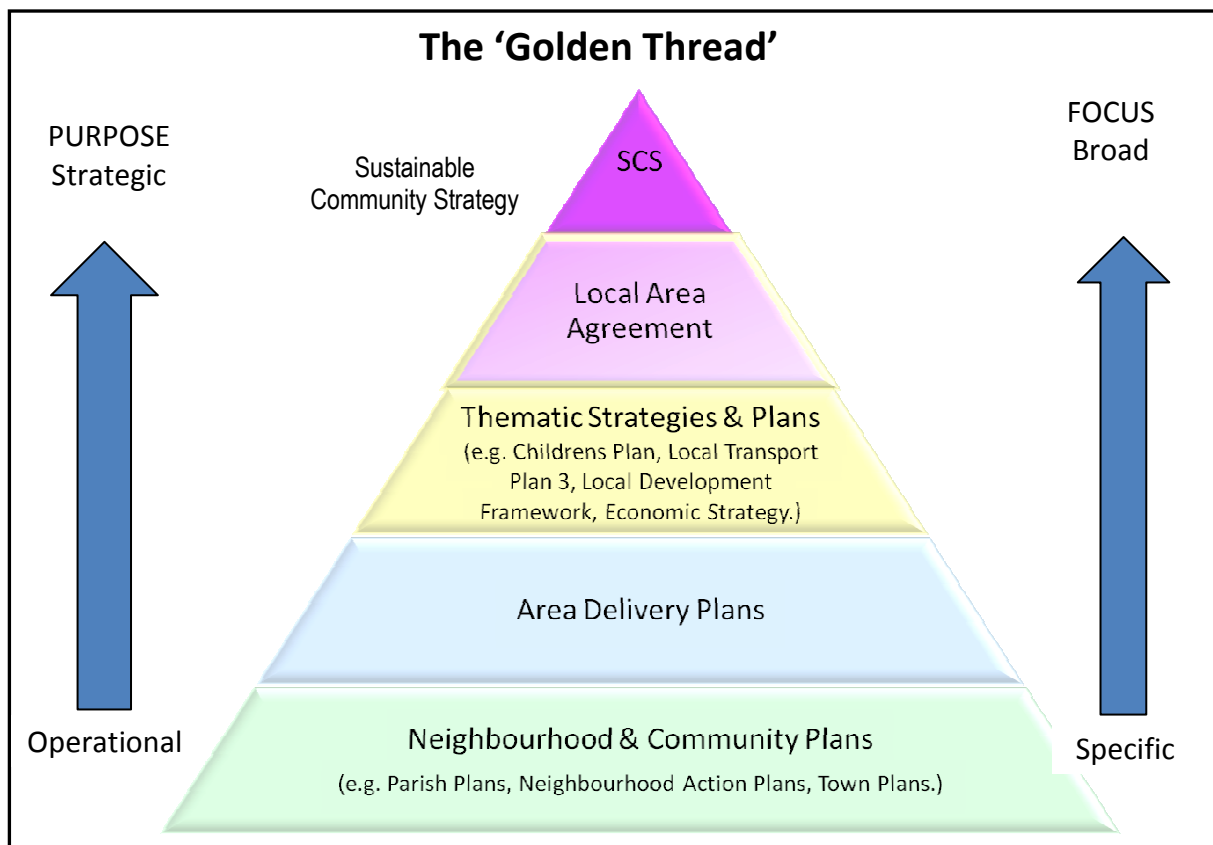 The ‘Golden Thread’
PURPOSE
Strategic
FOCUS
Broad
Sustainable
Community Strategy
SCS
Local Area
Agreement
Thematic Strategies & Plans
(e.g. Childrens Plan, Local Transport
Plan 3, Local Development
Framework, Economic Strategy.)
Area Delivery Plans
Operational
Specific
Neighbourhood & Community Plans
(e.g. Parish Plans, Neighbourhood Action Plans, Town Plans.)